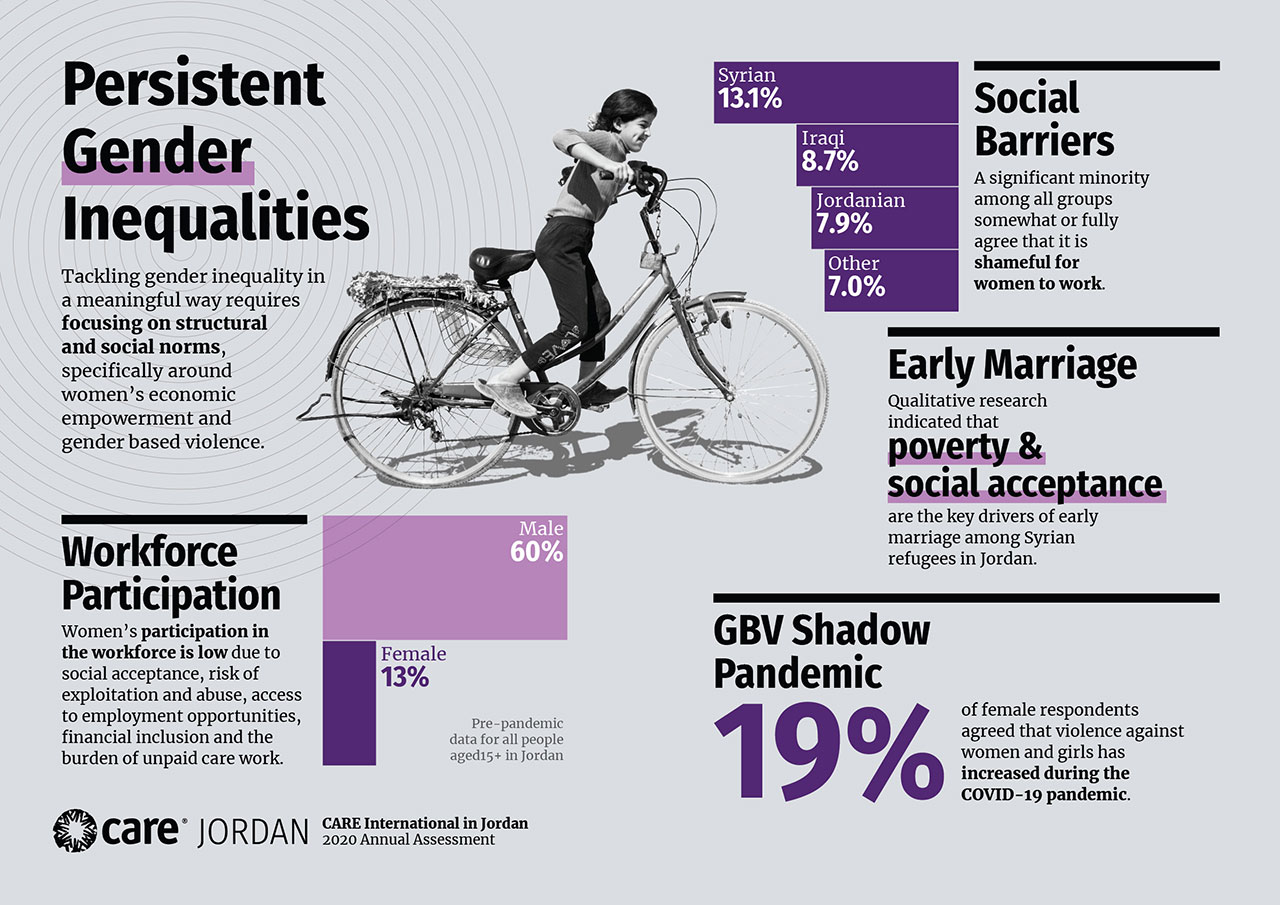 Persistent
Gender
Inequalities
Tackling gender inequality in
a meaningful way requires
focusing on structural
and social norms,
specifically around
women’s economic
empowerment and
gender based violence.
Syrian
13.1%
Iraqi
8.7%
Jordanian
7.9%
Other
7.0%
Social
Barriers
A significant minority
among all groups
somewhat or fully
agree that it is
shameful for
women to work.
Early Marriage
Qualitative research
indicated that
poverty &
social acceptance
are the key drivers of early
marriage among Syrian
refugees in Jordan.
Workforce
Participation
Women’s participation in
the workforce is low due to
social acceptance, risk of
exploitation and abuse, access
to employment opportunities,
financial inclusion and the
burden of unpaid care work.
Male
60%
Female
13%
Pre-pandemic
data for all people
aged15+ in Jordan
GBV Shadow
Pandemic
19%
of female respondents
agreed that violence against
women and girls has
increased during the
COVID-19 pandemic.
care® JORDAN
CARE International in Jordan
2020 Annual Assessment